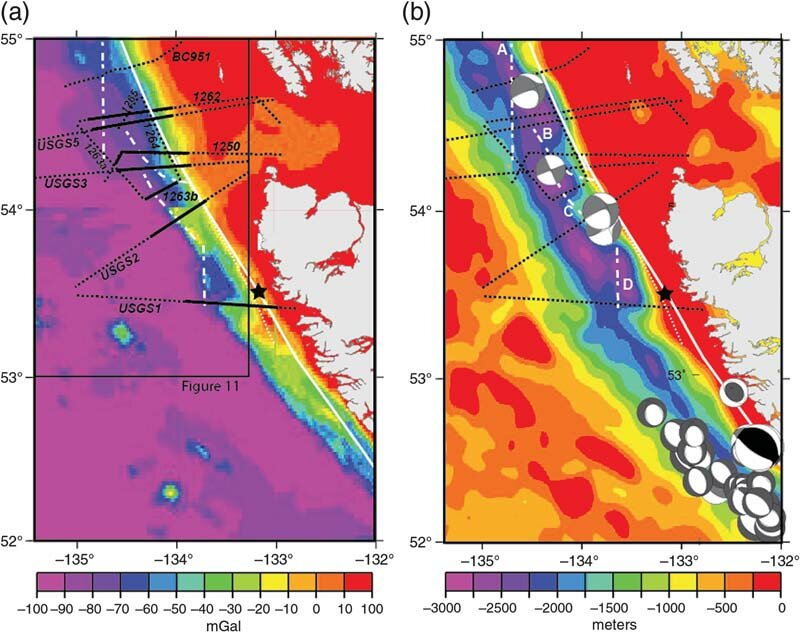 (a)
(b)
55°
54°
53°
52°
−135°
−134°
−133°
−132°
BC951
1265
1262
USGS5
1264
1250
USGS3
1263b
USGS2
USGS1
Figure 11
−100 −90 −80 −70 −60 −50 −40 −30 −20 −10 0 10 100
mGal
55°
54°
53°
52°
−135°
−134°
−133°
−132°
A
B
C
D
−3000 −2500 −2000 −1500 −1000 −500 0
meters